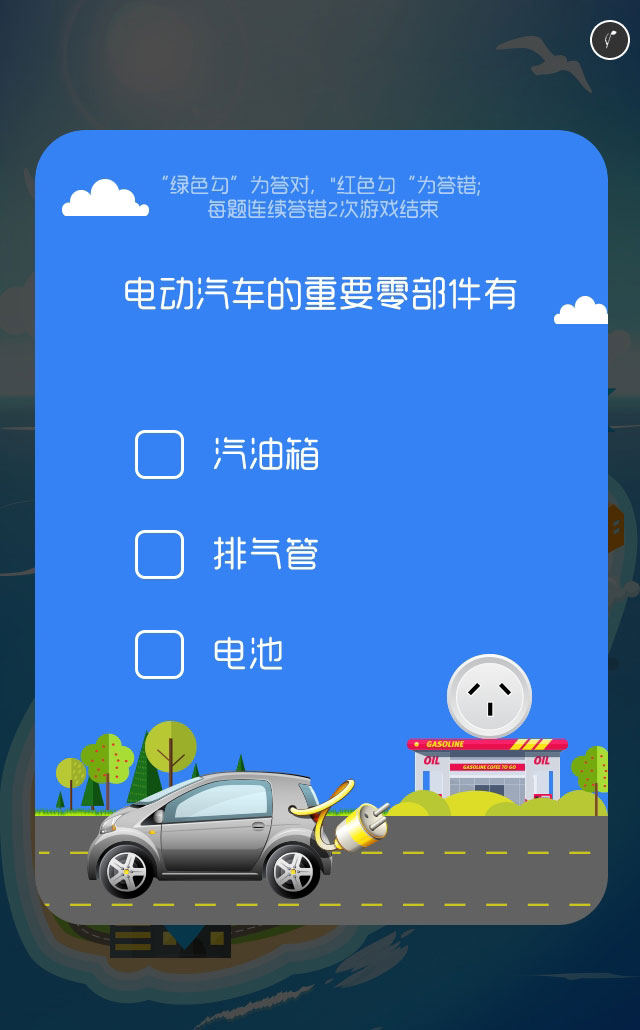 “绿色勾”为答对，"红色勾“为答错;
每题连续答错2次游戏结束
电动汽车的重要零部件有
汽油箱
排气管
电池
GASOLINE
OIL
OIL
GASOLINE COFEE TO GO